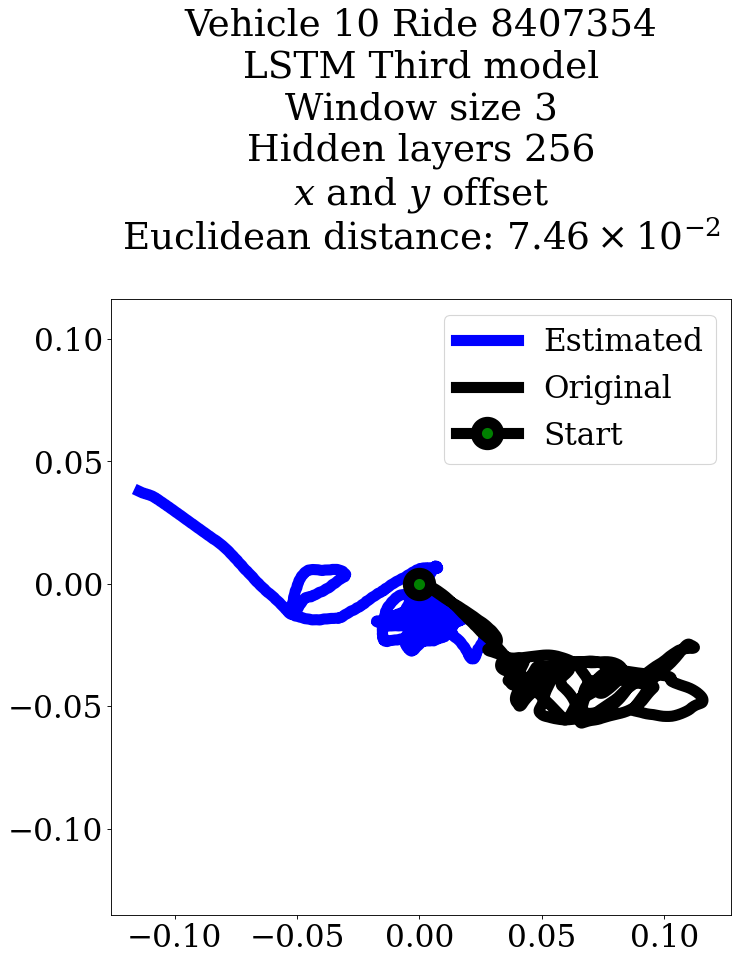 Vehicle 10 Ride 8407354
LSTM Third model
Window size 3
Hidden layers 256
x and y offset
Euclidean distance: 7.46 × 10⁻²
Estimated
Original
Start
0.10
0.05
0.00
−0.05
−0.10
−0.10 −0.05 0.00 0.05 0.10